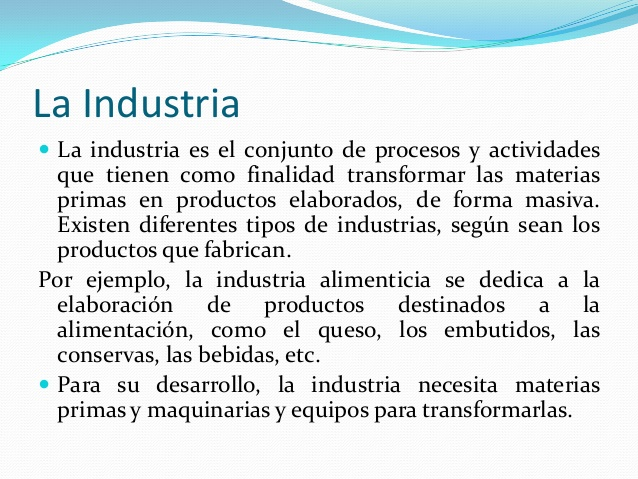 La Industria
• La industria es el conjunto de procesos y actividades
que tienen como finalidad transformar las materias
primas en productos elaborados, de forma masiva.
Existen diferentes tipos de industrias, según sean los
productos que fabrican.
Por ejemplo, la industria alimenticia se dedica a la
elaboración de productos destinados a la
alimentación, como el queso, los embutidos, las
conservas, las bebidas, etc.
• Para su desarrollo, la industria necesita materias
primas y maquinarias y equipos para transformarlas.